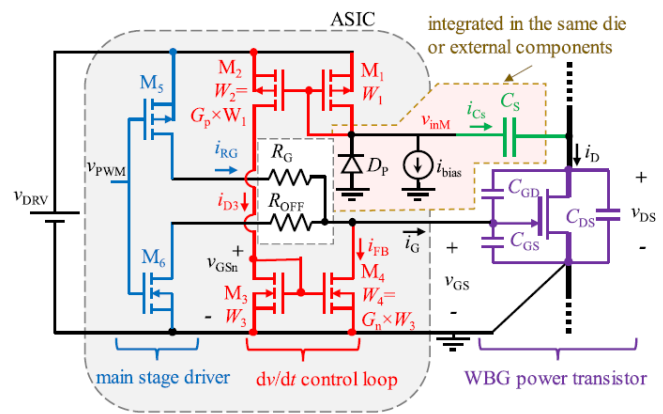 ASIC
integrated in the same die
or external components
M₂
W₂=
Gₚ×W₁
M₁
W₁
M₅
vPWM
iRG
RG
ROFF
iD3
vinM
iCs
CS
DP
ibias
iD
vDRV
CGD
CGS
CDS
+
vDS
-
M₆
+
vGSn
-
M₃
W₃
iFB
M₄
W₄=
Gₙ×W₃
iG
+
vGS
-
main stage driver
dv/dt control loop
WBG power transistor